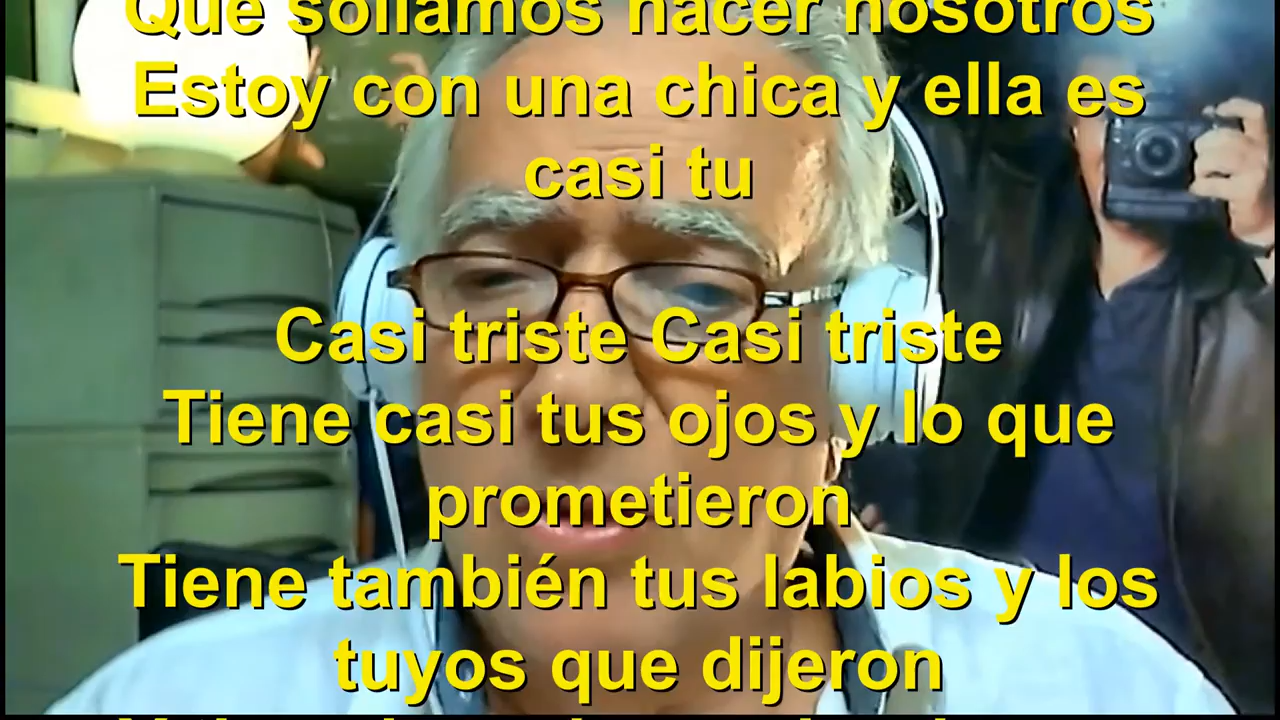 Que solíamos hacer nosotros
Estoy con una chica y ella es
casi tu
Casi triste Casi triste
Tiene casi tus ojos y lo que
prometieron
Tiene también tus labios y los
tuyos que dijeron